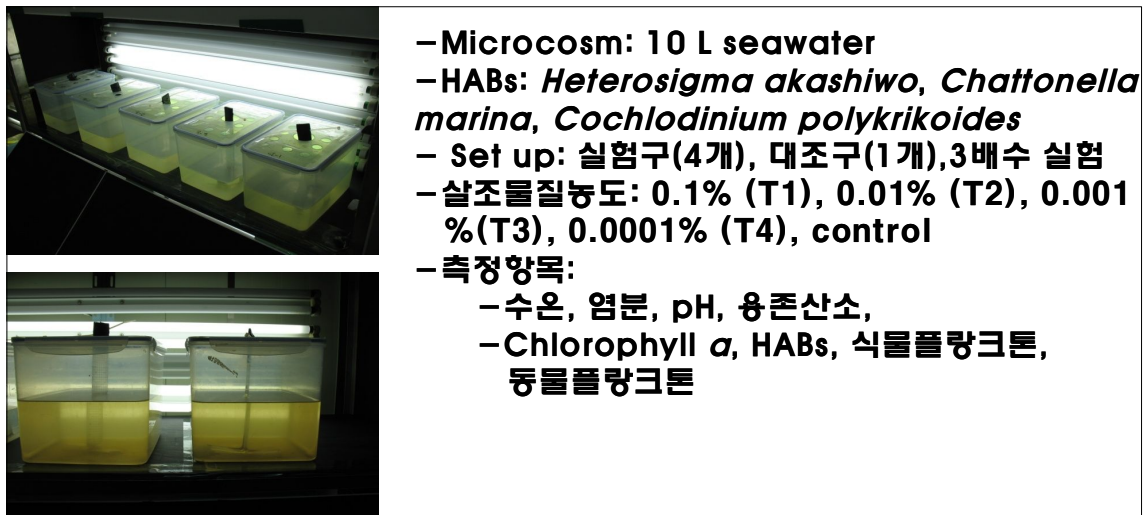 –Microcosm: 10 L seawater
–HABs: Heterosigma akashiwo, Chattonella
marina, Cochlodinium polykrikoides
– Set up: 실험구(4개), 대조구(1개),3배수 실험
–살조물질농도: 0.1% (T1), 0.01% (T2), 0.001
%(T3), 0.0001% (T4), control
–측정항목:
–수온, 염분, pH, 용존산소,
–Chlorophyll a, HABs, 식물플랑크톤,
동물플랑크톤